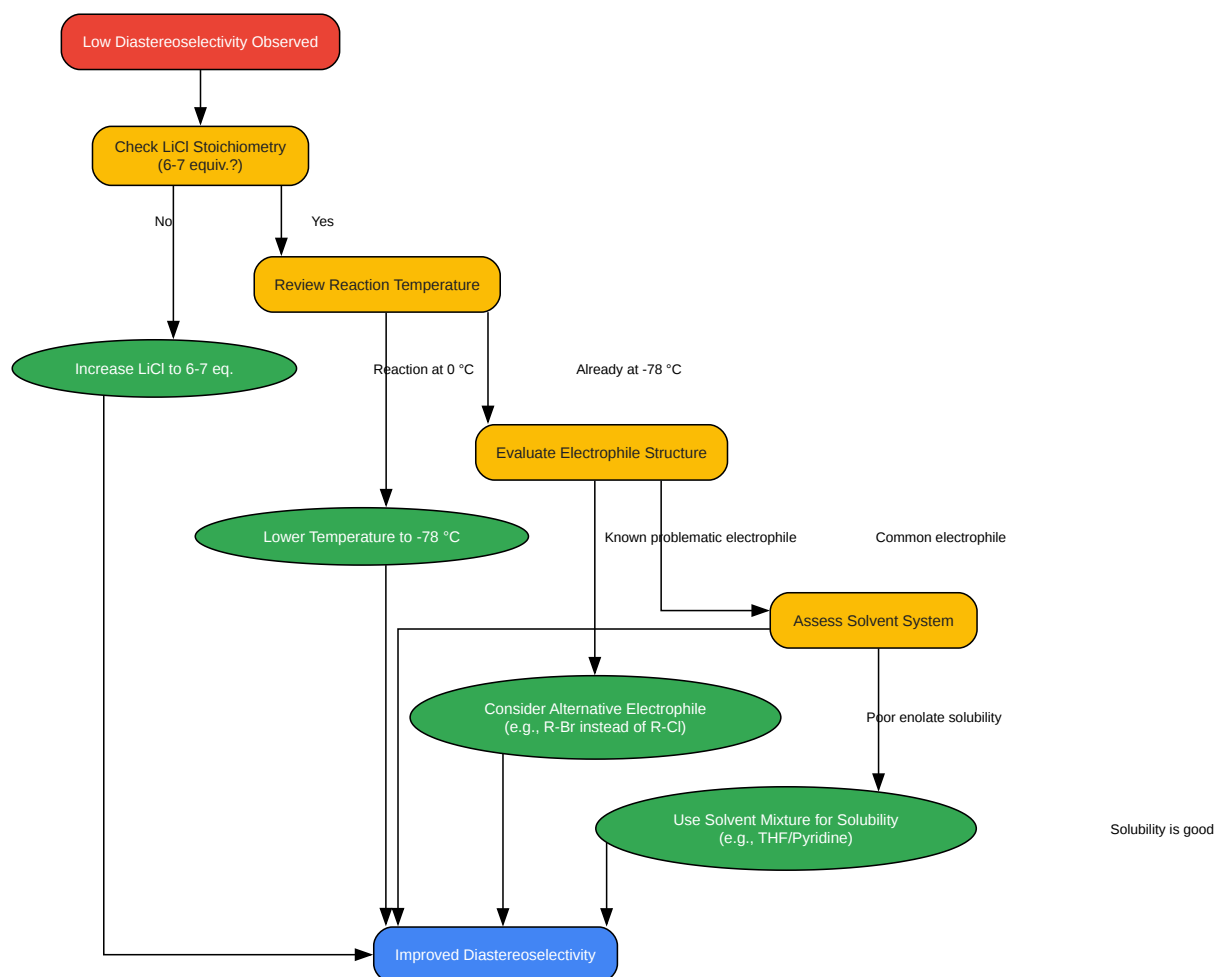 Low Diastereoselectivity Observed
Check LiCl Stoichiometry
(6-7 equiv.?)
No
Yes
Review Reaction Temperature
Increase LiCl to 6-7 eq.
Reaction at 0 °C
Already at -78 °C
Evaluate Electrophile Structure
Lower Temperature to -78 °C
Known problematic electrophile
Common electrophile
Assess Solvent System
Consider Alternative Electrophile
(e.g., R-Br instead of R-Cl)
Poor enolate solubility
Use Solvent Mixture for Solubility
(e.g., THF/Pyridine)
Solubility is good
Improved Diastereoselectivity